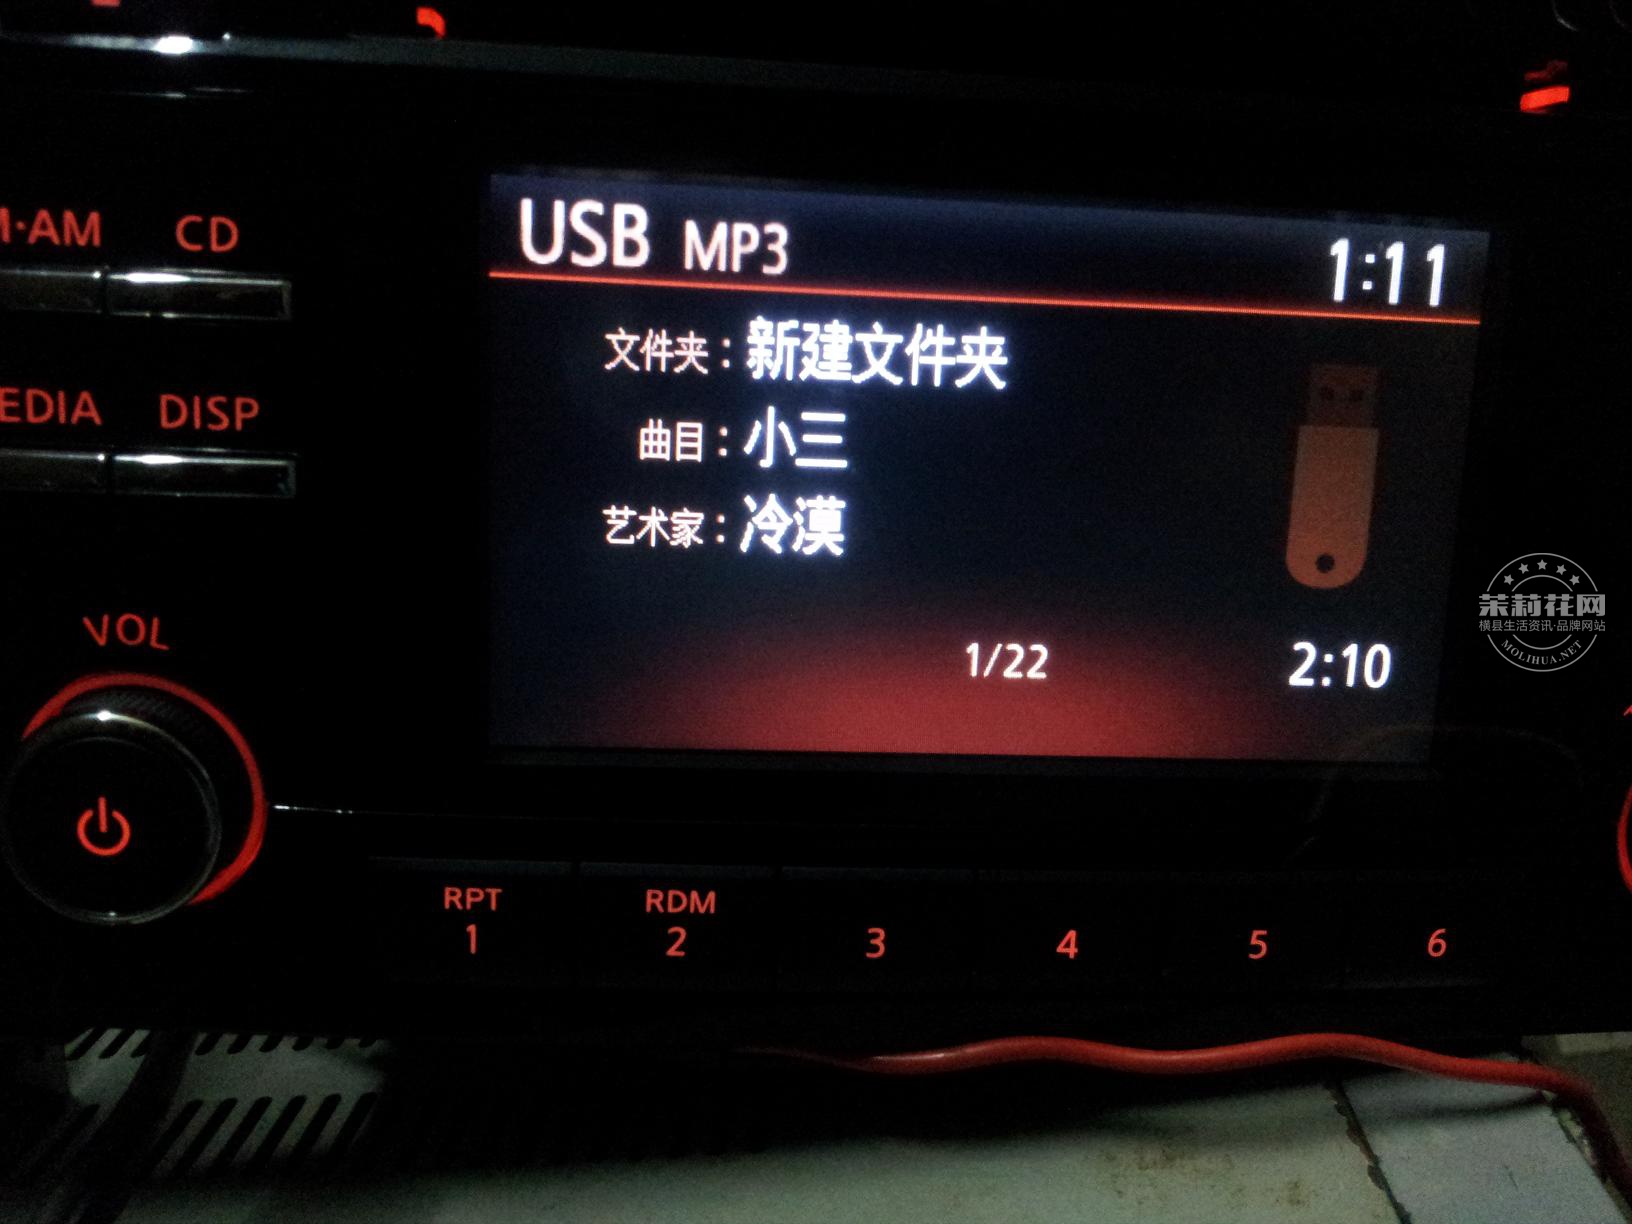 M·AM CD
USB MP3 1:11
文件夹：新建文件夹
EDIA DISP
曲目：小三
艺术家：冷漠
茉莉花网
横县生活资讯·品牌网站
MOLIHUA.NET
VOL
1/22 2:10
RPT RDM
1 2 3 4 5 6